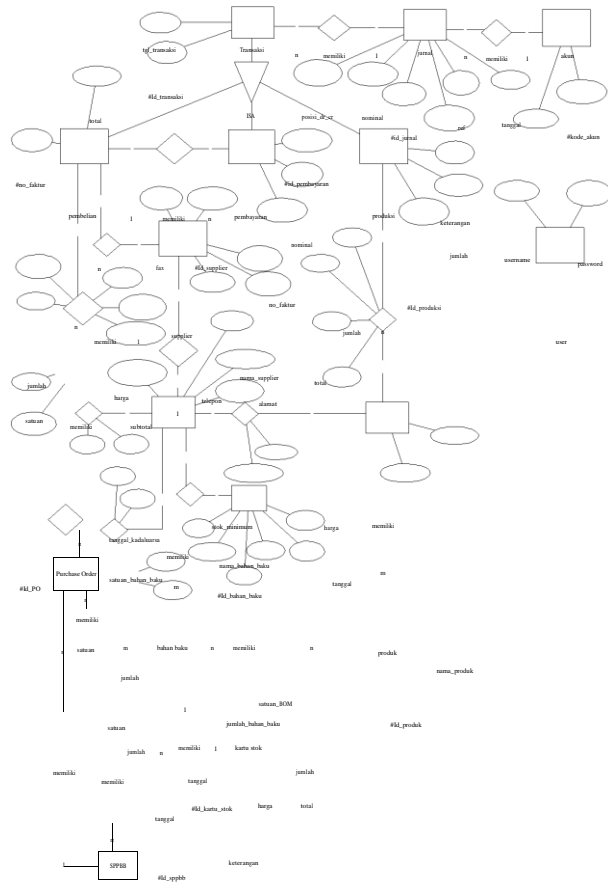 Transaksi
tgl_transaksi
n
memiliki
1
jurnal
n
memiliki
1
akun
#Id_transaksi
ISA
posisi_dr_cr
nominal
ref
tanggal
#kode_akun
total
#id_jurnal
#no_faktur
#id_pembayaran
pembelian
1
memiliki
n
pembayaran
produksi
keterangan
nominal
jumlah
username
password
n
fax
#Id_supplier
no_faktur
#Id_produksi
n
memiliki
1
supplier
jumlah
n
user
jumlah
nama_supplier
total
harga
telepon
alamat
satuan
memiliki
subtotal
1
tanggal_kadaluarsa
stok_minimum
harga
memiliki
memiliki
nama_bahan_baku
n
Purchase Order
satuan_bahan_baku
m
m
tanggal
#Id_PO
#Id_bahan_baku
n
memiliki
n
satuan
m
bahan baku
n
memiliki
n
produk
nama_produk
jumlah
1
satuan_BOM
satuan
jumlah_bahan_baku
#Id_produk
jumlah
n
memiliki
1
kartu stok
memiliki
memiliki
tanggal
jumlah
#Id_kartu_stok
harga
total
tanggal
n
1
SPPBB
keterangan
#Id_sppbb